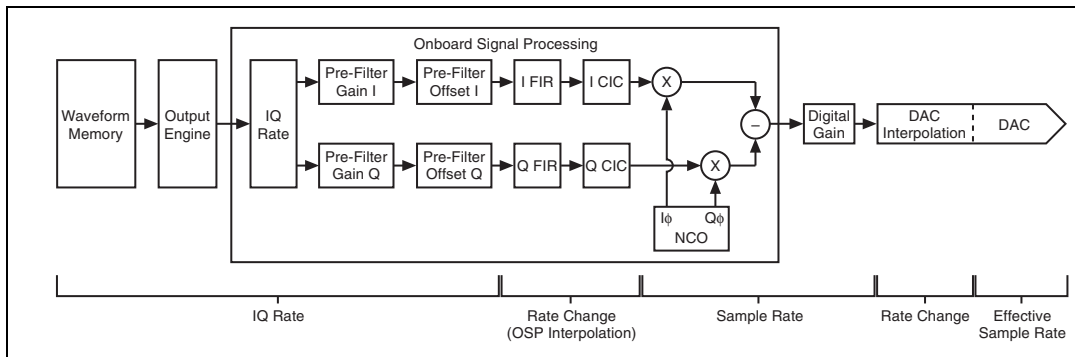 Onboard Signal Processing
Waveform
Memory
Output
Engine
IQ
Rate
Pre-Filter
Gain I
Pre-Filter
Offset I
I FIR
I CIC
X
Pre-Filter
Gain Q
Pre-Filter
Offset Q
Q FIR
Q CIC
X
–
Iϕ
Qϕ
NCO
Digital
Gain
DAC
Interpolation
DAC
IQ Rate
Rate Change
(OSP Interpolation)
Sample Rate
Rate Change
Effective
Sample Rate